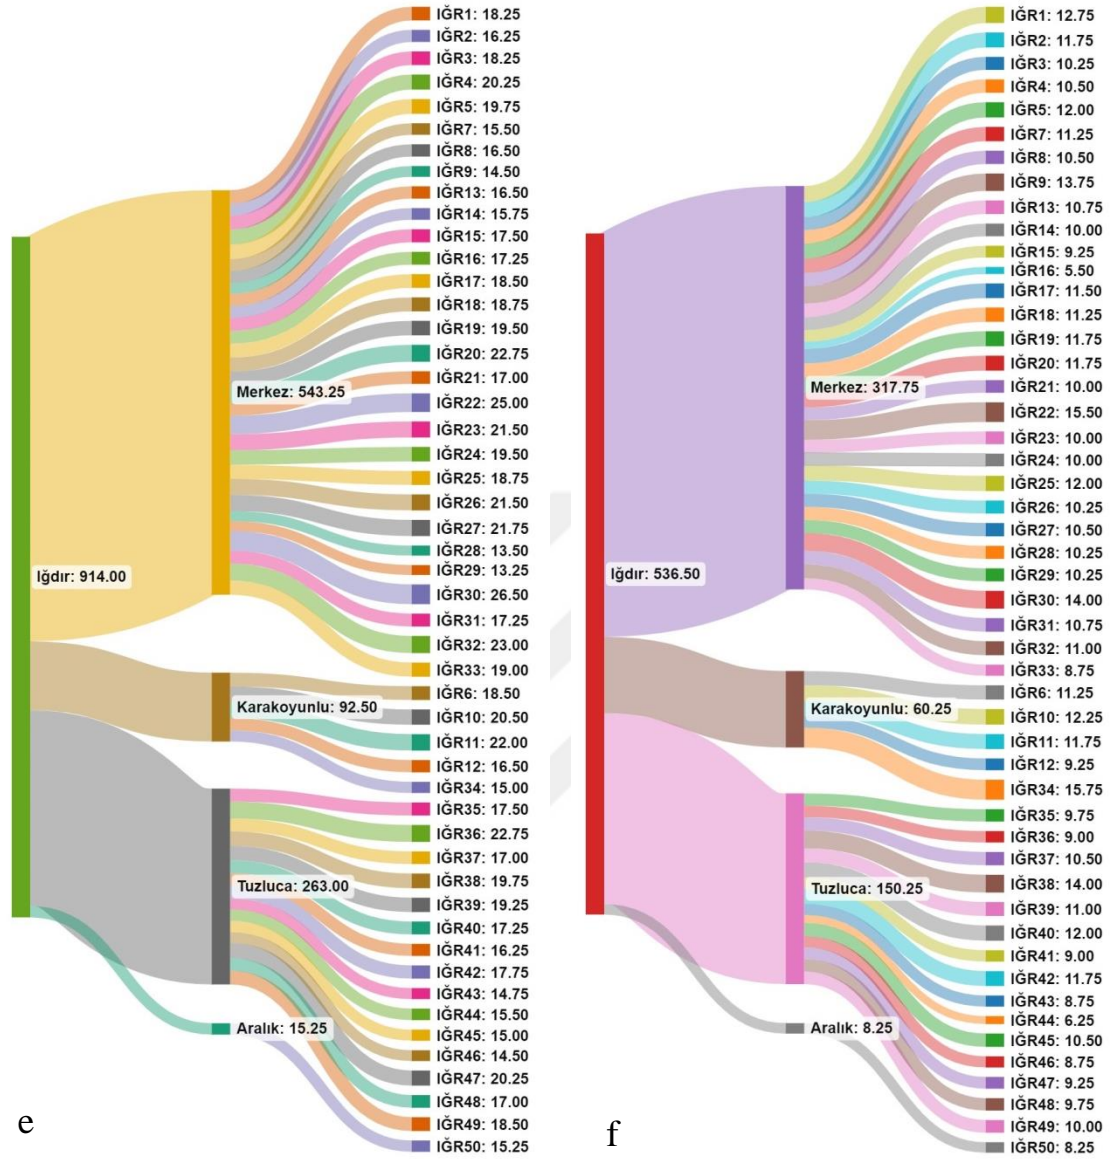 IĞR1: 18.25
IĞR2: 16.25
IĞR3: 18.25
IĞR4: 20.25
IĞR5: 19.75
IĞR7: 15.50
IĞR8: 16.50
IĞR9: 14.50
IĞR13: 16.50
IĞR14: 15.75
IĞR15: 17.50
IĞR16: 17.25
IĞR17: 18.50
IĞR18: 18.75
IĞR19: 19.50
IĞR20: 22.75
IĞR21: 17.00
Merkez: 543.25
IĞR22: 25.00
IĞR23: 21.50
IĞR24: 19.50
IĞR25: 18.75
IĞR26: 21.50
IĞR27: 21.75
IĞR28: 13.50
IĞR29: 13.25
Iğdır: 914.00
IĞR30: 26.50
IĞR31: 17.25
IĞR32: 23.00
IĞR33: 19.00
IĞR6: 18.50
Karakoyunlu: 92.50
IĞR10: 20.50
IĞR11: 22.00
IĞR12: 16.50
IĞR34: 15.00
IĞR35: 17.50
IĞR36: 22.75
IĞR37: 17.00
IĞR38: 19.75
Tuzluca: 263.00
IĞR39: 19.25
IĞR40: 17.25
IĞR41: 16.25
IĞR42: 17.75
IĞR43: 14.75
IĞR44: 15.50
Aralık: 15.25
IĞR45: 15.00
IĞR46: 14.50
IĞR47: 20.25
IĞR48: 17.00
IĞR49: 18.50
IĞR50: 15.25
e
IĞR1: 12.75
IĞR2: 11.75
IĞR3: 10.25
IĞR4: 10.50
IĞR5: 12.00
IĞR7: 11.25
IĞR8: 10.50
IĞR9: 13.75
IĞR13: 10.75
IĞR14: 10.00
IĞR15: 9.25
IĞR16: 5.50
IĞR17: 11.50
IĞR18: 11.25
IĞR19: 11.75
IĞR20: 11.75
IĞR21: 10.00
Merkez: 317.75
IĞR22: 15.50
IĞR23: 10.00
IĞR24: 10.00
IĞR25: 12.00
IĞR26: 10.25
IĞR27: 10.50
IĞR28: 10.25
IĞR29: 10.25
Iğdır: 536.50
IĞR30: 14.00
IĞR31: 10.75
IĞR32: 11.00
IĞR33: 8.75
IĞR6: 11.25
Karakoyunlu: 60.25
IĞR10: 12.25
IĞR11: 11.75
IĞR12: 9.25
IĞR34: 15.75
IĞR35: 9.75
IĞR36: 9.00
IĞR37: 10.50
IĞR38: 14.00
Tuzluca: 150.25
IĞR39: 11.00
IĞR40: 12.00
IĞR41: 9.00
IĞR42: 11.75
IĞR43: 8.75
IĞR44: 6.25
Aralık: 8.25
IĞR45: 10.50
IĞR46: 8.75
IĞR47: 9.25
IĞR48: 9.75
IĞR49: 10.00
IĞR50: 8.25
f